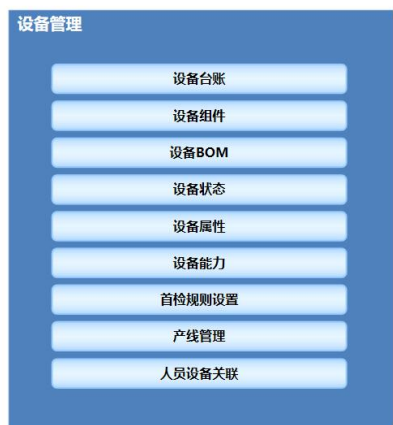 设备管理
设备台账
设备组件
设备BOM
设备状态
设备属性
设备能力
首检规则设置
产线管理
人员设备关联